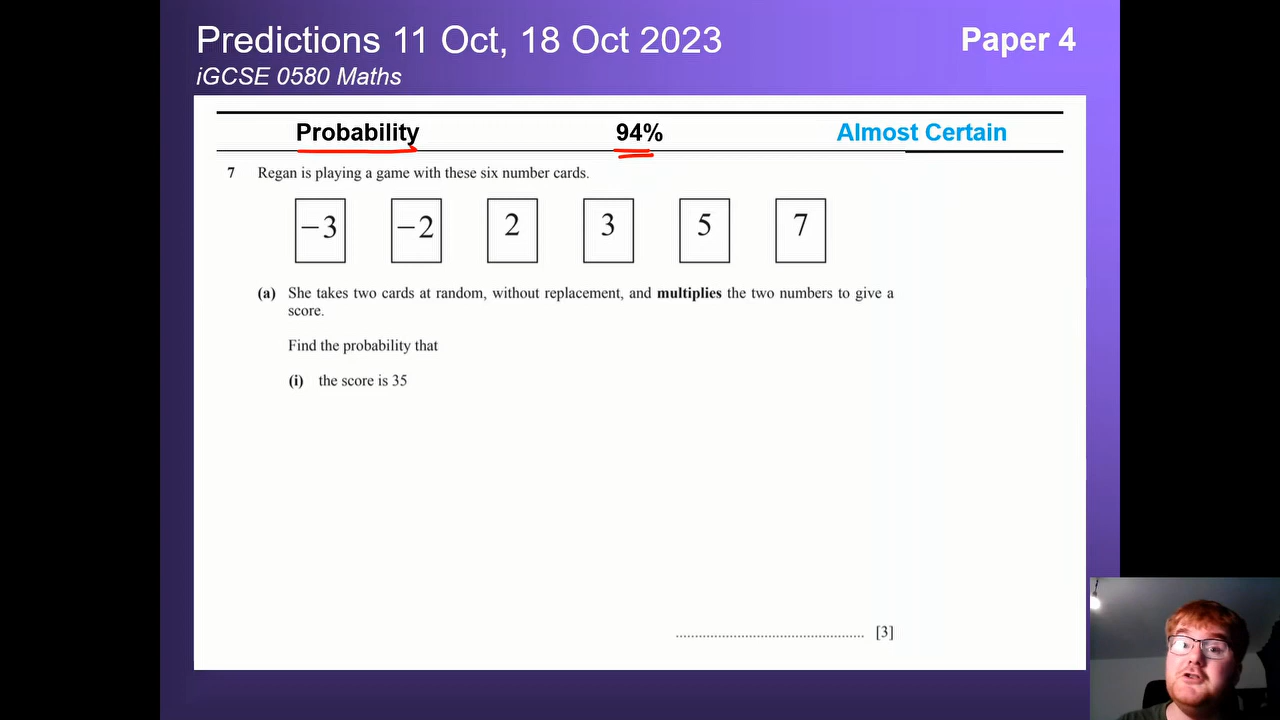 Predictions 11 Oct, 18 Oct 2023
Paper 4
iGCSE 0580 Maths
Probability 94% Almost Certain
7 Regan is playing a game with these six number cards.
−3 −2 2 3 5 7
(a) She takes two cards at random, without replacement, and multiplies the two numbers to give a
score.
Find the probability that
(i) the score is 35
................................................ [3]